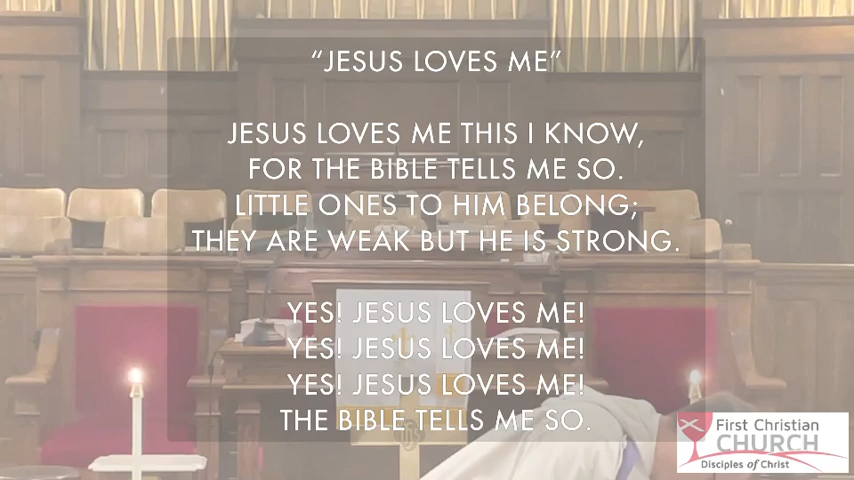 “JESUS LOVES ME”
JESUS LOVES ME THIS I KNOW,
FOR THE BIBLE TELLS ME SO.
LITTLE ONES TO HIM BELONG;
THEY ARE WEAK BUT HE IS STRONG.
YES! JESUS LOVES ME!
YES! JESUS LOVES ME!
YES! JESUS LOVES ME!
THE BIBLE TELLS ME SO.
First Christian
CHURCH
Disciples of Christ